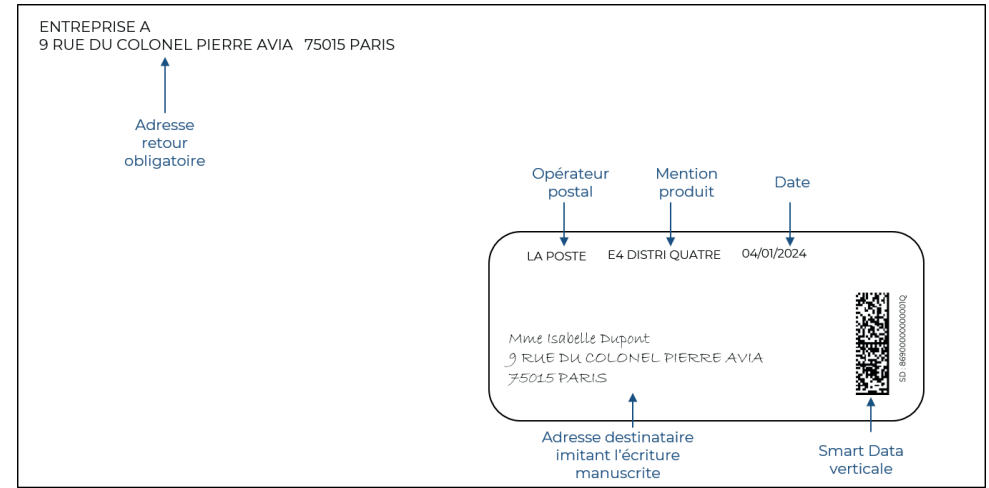 ENTREPRISE A
9 RUE DU COLONEL PIERRE AVIA 75015 PARIS
Adresse
retour
obligatoire
Opérateur
postal
Mention
produit
Date
LA POSTE E4 DISTRI QUATRE 04/01/2024
Mme Isabelle Dupont
9 RUE DU COLONEL PIERRE AVIA
75015 PARIS
Adresse destinataire
imitant l'écriture
manuscrite
Smart Data
verticale